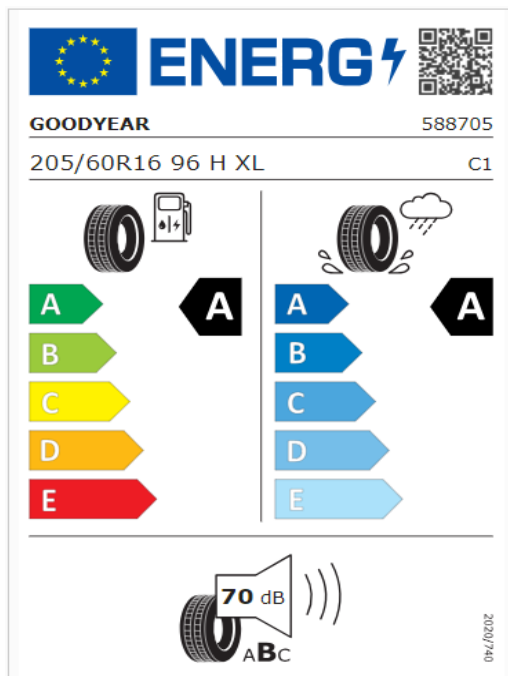 ENERG
GOODYEAR 588705
205/60R16 96 H XL C1
A A A A
B B
C C
D D
E E
70 dB
ABC
2020/740